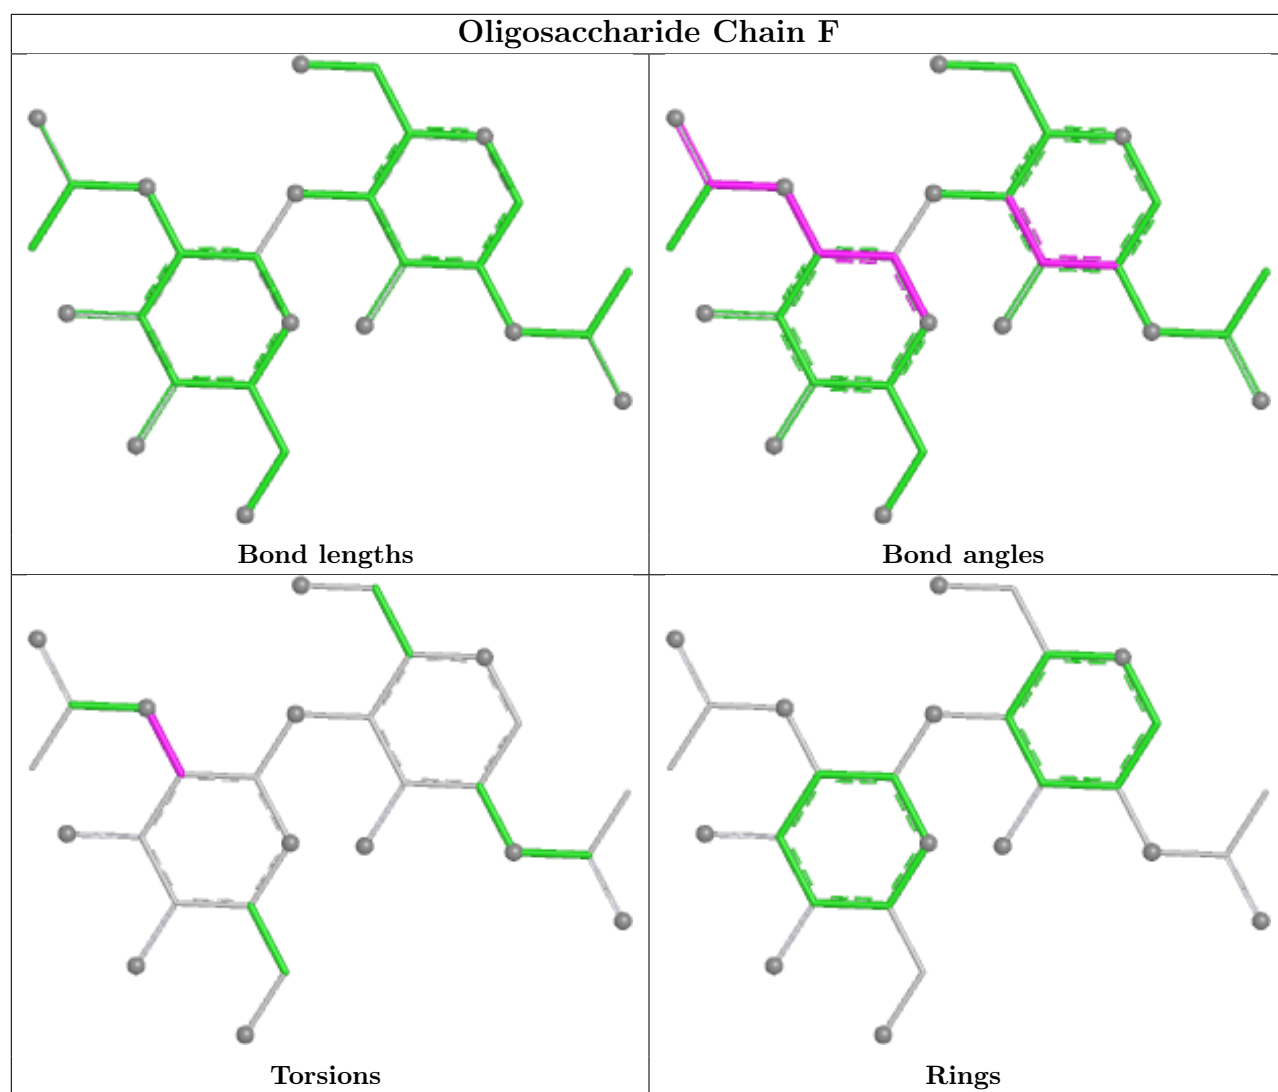 Oligosaccharide Chain F
Bond lengths
Bond angles
Torsions
Rings